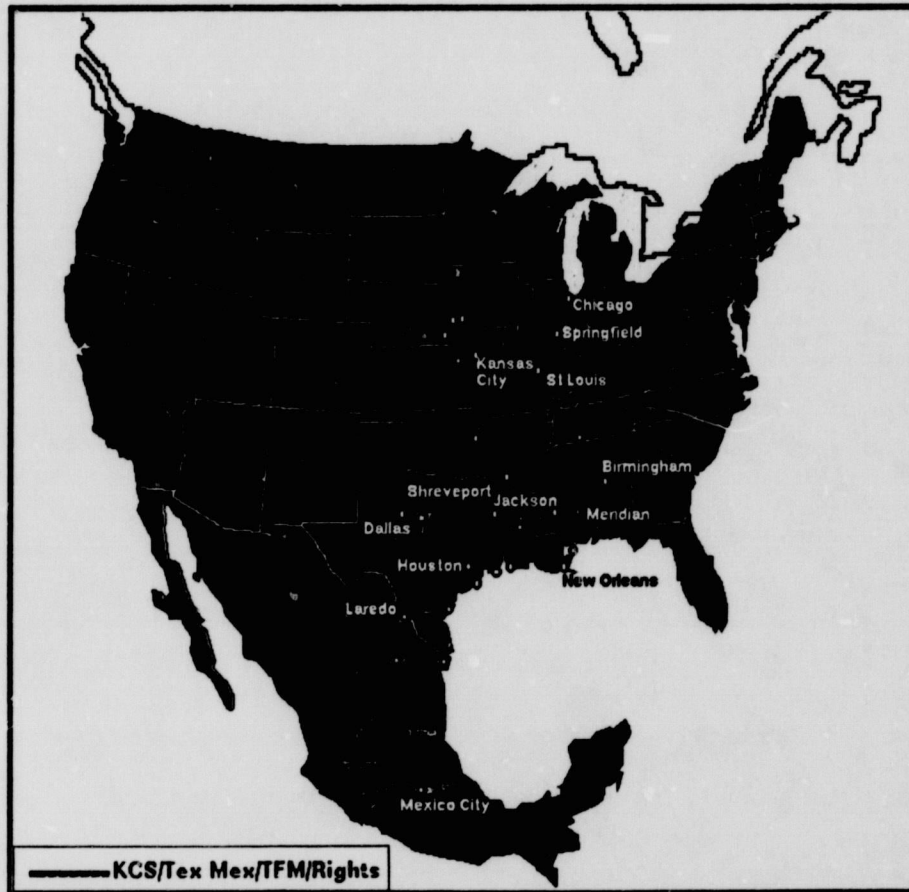 Chicago
Springfield
Kansas
City
St Louis
Birmingham
Shreveport
Jackson
Meridian
Dallas
Houston
New Orleans
Laredo
Mexico City
KCS/Tex Mex/TFM/Rights